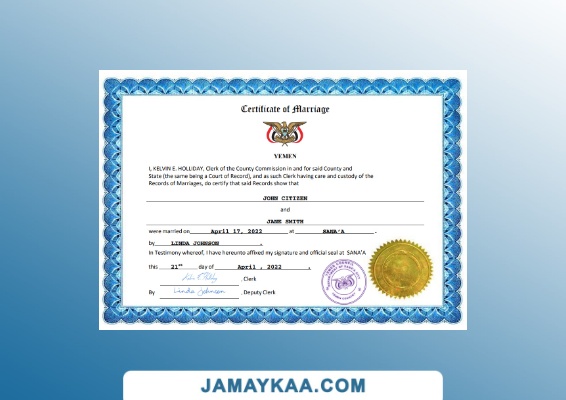 Certificate of Marriage
YEMEN
I, KELVIN E. HOLLIDAY, Clerk of the County Commission in and for said County and
State (the same being a Court of Record), and as such Clerk having care and custody of the
Records of Marriages, do certify that said Records show that
JOHN CITIZEN
and
JANE SMITH
were married on April 17, 2022 at SANA'A .
by LINDA JOHNSON .
In Testimony whereof, I have hereunto affixed my signature and official seal at SANA'A
this 21st day of April , 2022 .
. Clerk
By Linda Johnson . Deputy Clerk
JAMAYKAA.COM